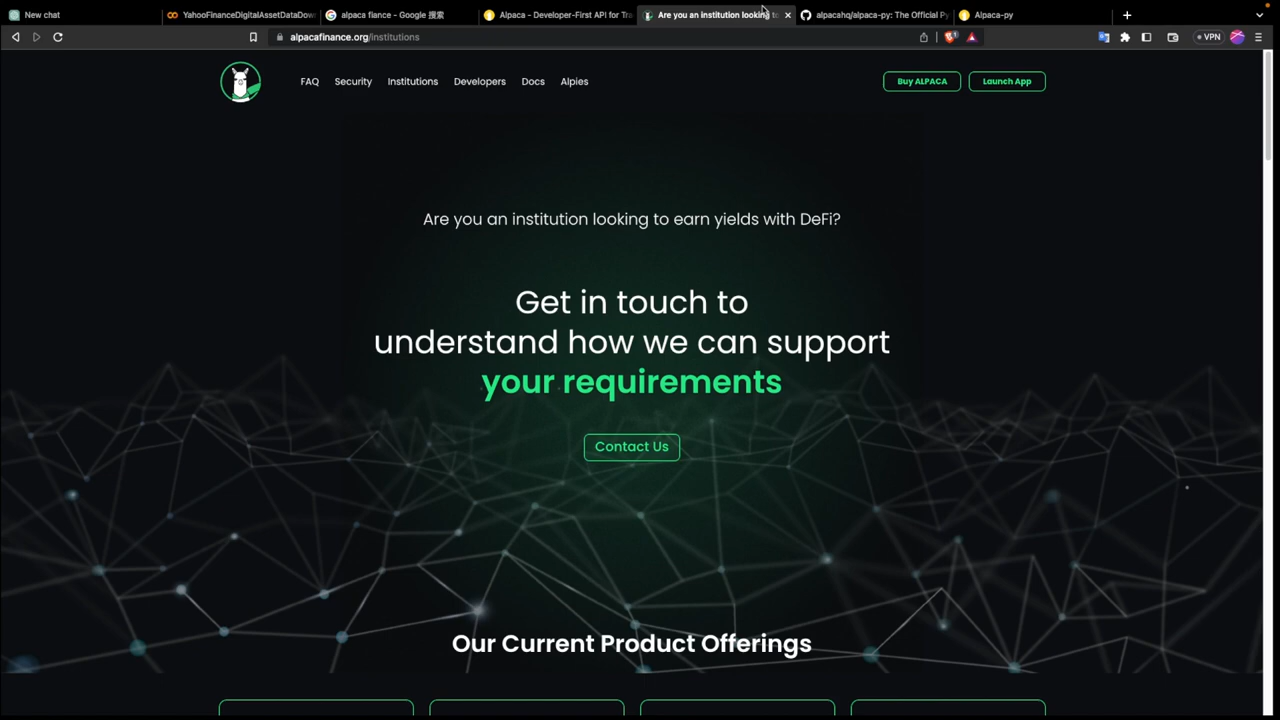 New chat
YahooFinanceDigitalAssetDataDow
alpaca fiance - Google 搜索
Alpaca - Developer-First API for Tra
Are you an institution looking to
alpacahq/alpaca-py: The Official Py
Alpaca-py
alpacafinance.org/institutions
1
VPN
FAQ
Security
Institutions
Developers
Docs
Alpies
Buy ALPACA
Launch App
Are you an institution looking to earn yields with DeFi?
Get in touch to
understand how we can support
your requirements
Contact Us
Our Current Product Offerings